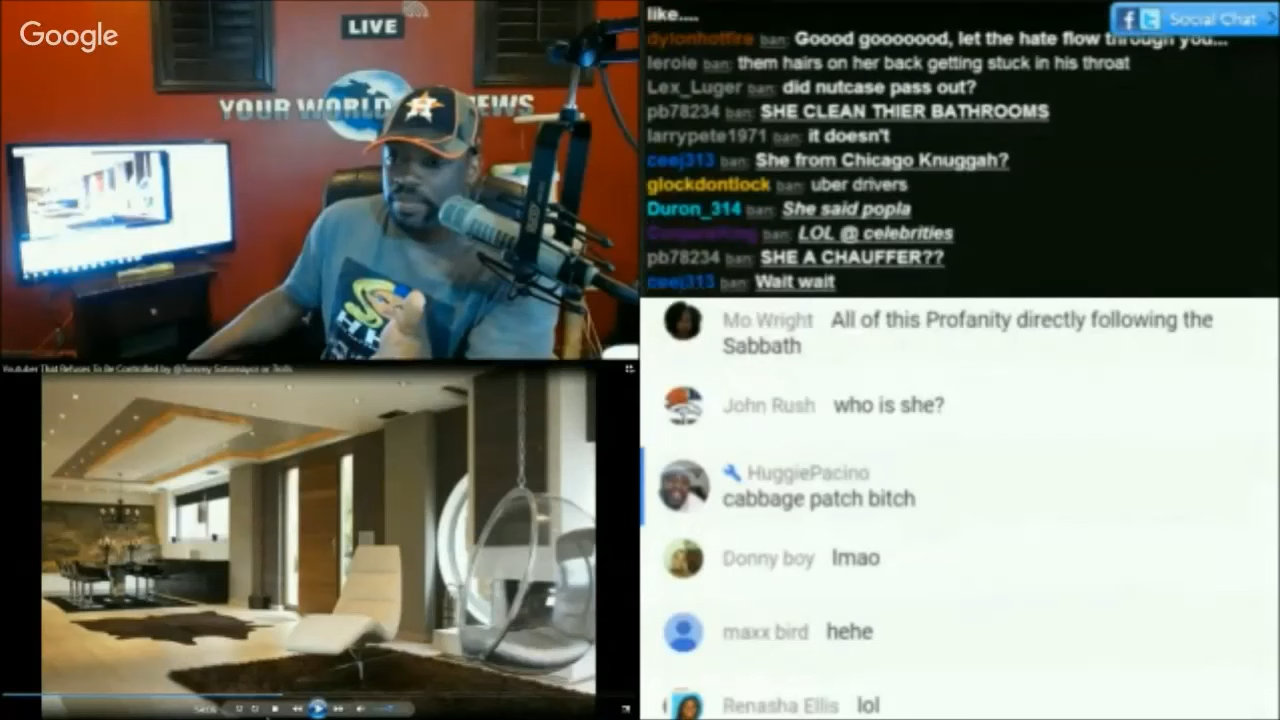 Google
LIVE
YOUR WORLD NEWS
Youtuber That Refuses To Be Controlled by @Tommy Sotomayor or Trolls
like....
Social Chat
dylonhotfire ban: Goood gooooood, let the hate flow through you...
leroie ban: them hairs on her back getting stuck in his throat
Lex_Luger ban: did nutcase pass out?
pb78234 ban: SHE CLEAN THIER BATHROOMS
larrypete1971 ban: it doesn't
ceej313 ban: She from Chicago Knuggah?
glockdontlock ban: uber drivers
Duron_314 ban: She said popla
ban: LOL @ celebrities
pb78234 ban: SHE A CHAUFFER??
ceej313 ban: Wait wait
Mo Wright All of this Profanity directly following the
Sabbath
John Rush who is she?
HuggiePacino
cabbage patch bitch
Donny boy lmao
maxx bird hehe
Renasha Ellis lol